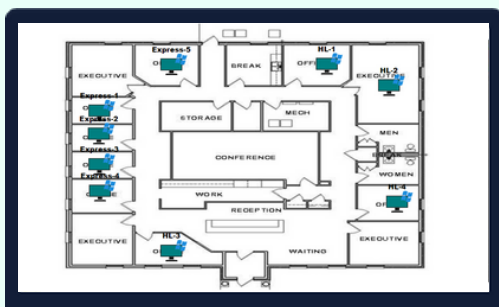 Express-5
HL-1
HL-2
EXECUTIVE
BREAK
EXECUTIVE
Express-1
Express-2
STORAGE
MECH
MEN
Express-3
CONFERENCE
Express-4
WOMEN
WORK
HL-4
RECEPTION
HL-3
EXECUTIVE
WAITING
EXECUTIVE